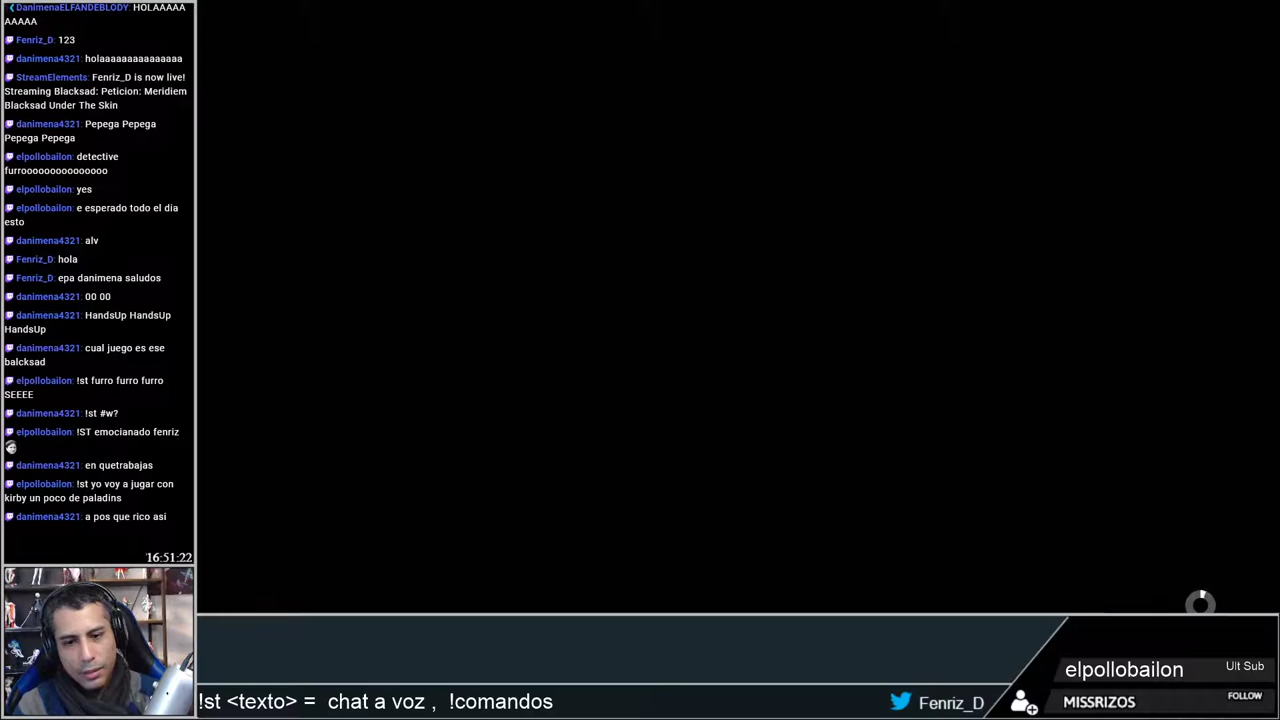 DanimenaELFANDEBLODY: HOLAAAAA
AAAAA
Fenriz_D: 123
danimena4321: holaaaaaaaaaaaaaaa
StreamElements: Fenriz_D is now live!
Streaming Blacksad: Peticion: Meridiem
Blacksad Under The Skin
danimena4321: Pepega Pepega
Pepega Pepega
elpollobailon: detective
furrooooooooooooooo
elpollobailon: yes
elpollobailon: e esperado todo el dia
esto
danimena4321: alv
Fenriz_D: hola
Fenriz_D: epa danimena saludos
danimena4321: 00 00
danimena4321: HandsUp HandsUp
HandsUp
danimena4321: cual juego es ese
balcksad
elpollobailon: !st furro furro furro
SEEEE
danimena4321: !st #w?
elpollobailon: !ST emocianado fenriz
danimena4321: en quetrabajas
elpollobailon: !st yo voy a jugar con
kirby un poco de paladins
danimena4321: a pos que rico asi
16:51:22
elpollobailon Ult Sub
!st <texto> = chat a voz , !comandos Fenriz_D MISSRIZOS FOLLOW